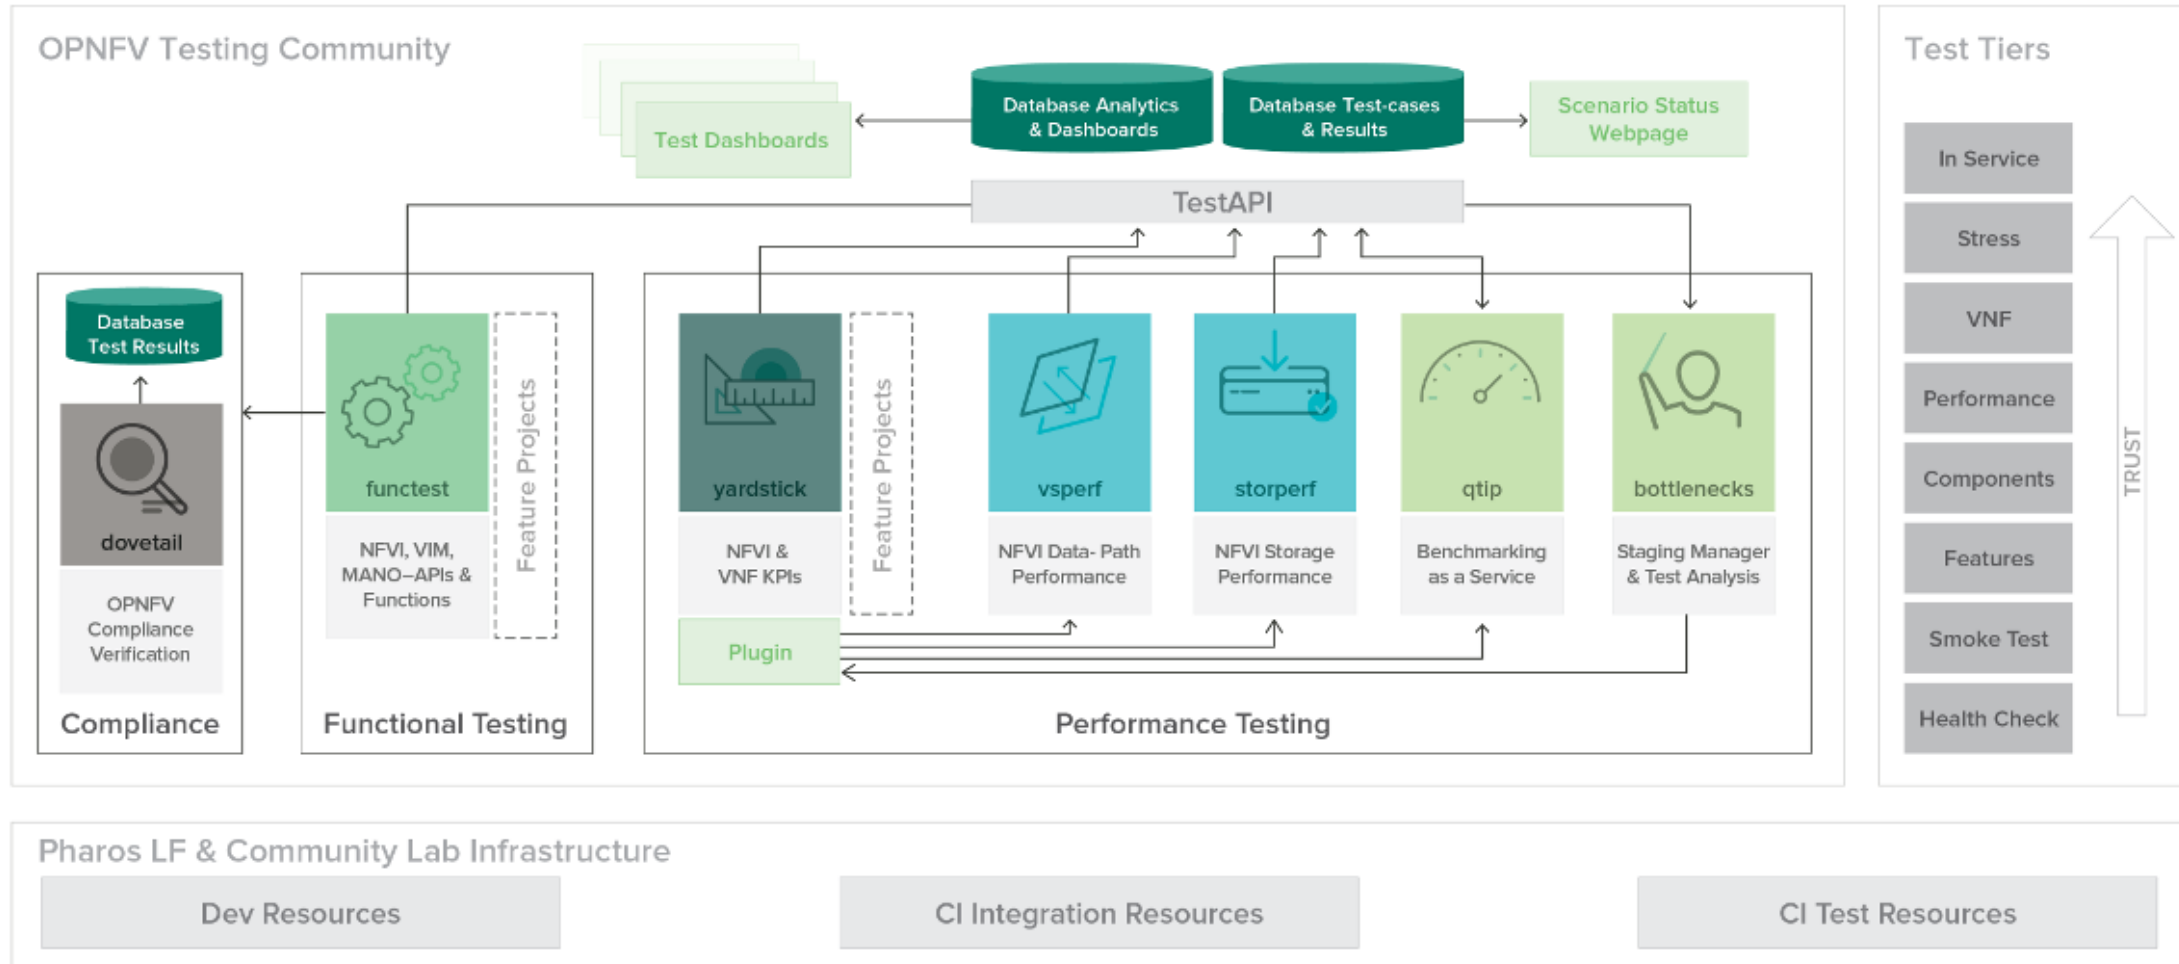 OPNFV Testing Community
Test Dashboards
Database Analytics
& Dashboards
Database Test-cases
& Results
Scenario Status
Webpage
TestAPI
Database
Test Results
dovetail
OPNFV
Compliance
Verification
Compliance
functest
NFVI, VIM,
MANO–APIs &
Functions
Feature Projects
Functional Testing
yardstick
NFVI &
VNF KPIs
Plugin
Feature Projects
vsperf
NFVI Data- Path
Performance
storperf
NFVI Storage
Performance
qtip
Benchmarking
as a Service
bottlenecks
Staging Manager
& Test Analysis
Performance Testing
Test Tiers
In Service
Stress
VNF
Performance
Components
Features
Smoke Test
Health Check
TRUST
Pharos LF & Community Lab Infrastructure
Dev Resources
CI Integration Resources
CI Test Resources